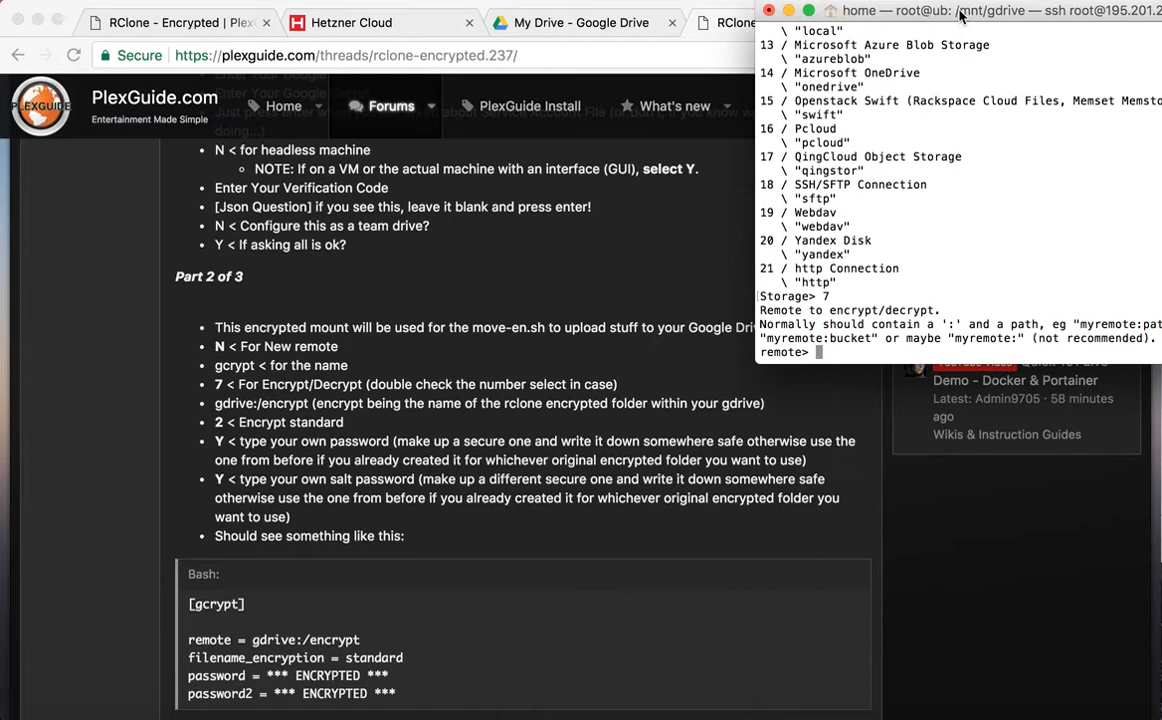 RClone - Encrypted | PlexGu
Hetzner Cloud
My Drive - Google Drive
RClon
Secure
https://plexguide.com/threads/rclone-encrypted.237/
PLEXGUIDE
PlexGuide.com
Entertainment Made Simple
Home
Forums
PlexGuide Install
What's new
Enter Your Google
doing...)
N < for headless machine
NOTE: If on a VM or the actual machine with an interface (GUI), select Y.
Enter Your Verification Code
[Json Question] if you see this, leave it blank and press enter!
N < Configure this as a team drive?
Y < If asking all is ok?
Part 2 of 3
This encrypted mount will be used for the move-en.sh to upload stuff to your Google Dri
N < For New remote
gcrypt < for the name
7 < For Encrypt/Decrypt (double check the number select in case)
gdrive:/encrypt (encrypt being the name of the rclone encrypted folder within your gdrive)
2 < Encrypt standard
Y < type your own password (make up a secure one and write it down somewhere safe otherwise use the
one from before if you already created it for whichever original encrypted folder you want to use)
Y < type your own salt password (make up a different secure one and write it down somewhere safe
otherwise use the one from before if you already created it for whichever original encrypted folder you
want to use)
Should see something like this:
Bash:
[gcrypt]
remote = gdrive:/encrypt
filename_encryption = standard
password = *** ENCRYPTED ***
password2 = *** ENCRYPTED ***
home — root@ub: /mnt/gdrive — ssh root@195.201.2
\ "local"
13 / Microsoft Azure Blob Storage
\ "azureblob"
14 / Microsoft OneDrive
\ "onedrive"
15 / Openstack Swift (Rackspace Cloud Files, Memset Memsto
\ "swift"
16 / Pcloud
\ "pcloud"
17 / QingCloud Object Storage
\ "qingstor"
18 / SSH/SFTP Connection
\ "sftp"
19 / Webdav
\ "webdav"
20 / Yandex Disk
\ "yandex"
21 / http Connection
\ "http"
Storage> 7
Remote to encrypt/decrypt.
Normally should contain a ':' and a path, eg "myremote:pat
"myremote:bucket" or maybe "myremote:" (not recommended).
remote>
Demo - Docker & Portainer
Latest: Admin9705 · 58 minutes
ago
Wikis & Instruction Guides